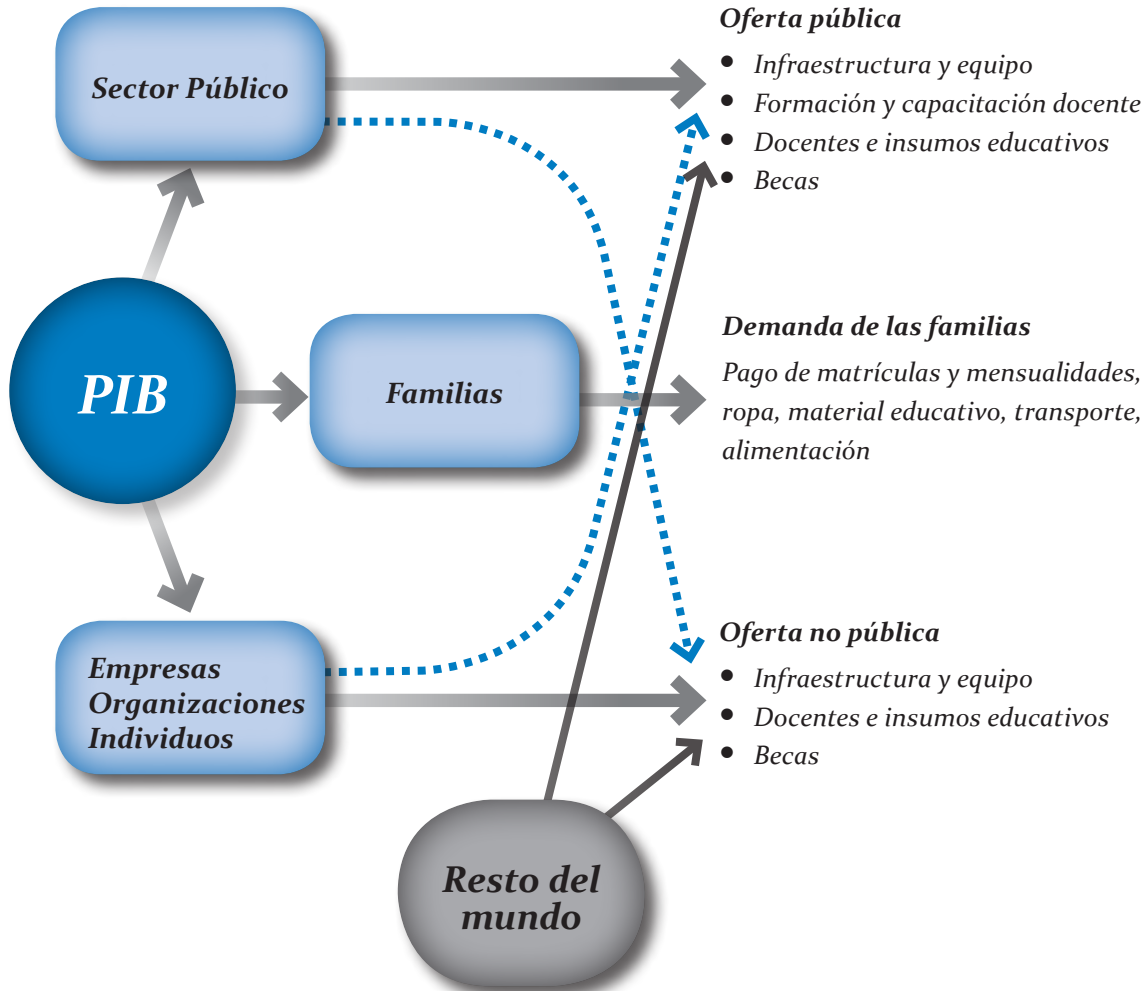 Oferta pública
Sector Público
• Infraestructura y equipo
• Formación y capacitación docente
• Docentes e insumos educativos
• Becas
PIB
Familias
Demanda de las familias
Pago de matrículas y mensualidades,
ropa, material educativo, transporte,
alimentación
Empresas
Organizaciones
Individuos
Oferta no pública
• Infraestructura y equipo
• Docentes e insumos educativos
• Becas
Resto del
mundo